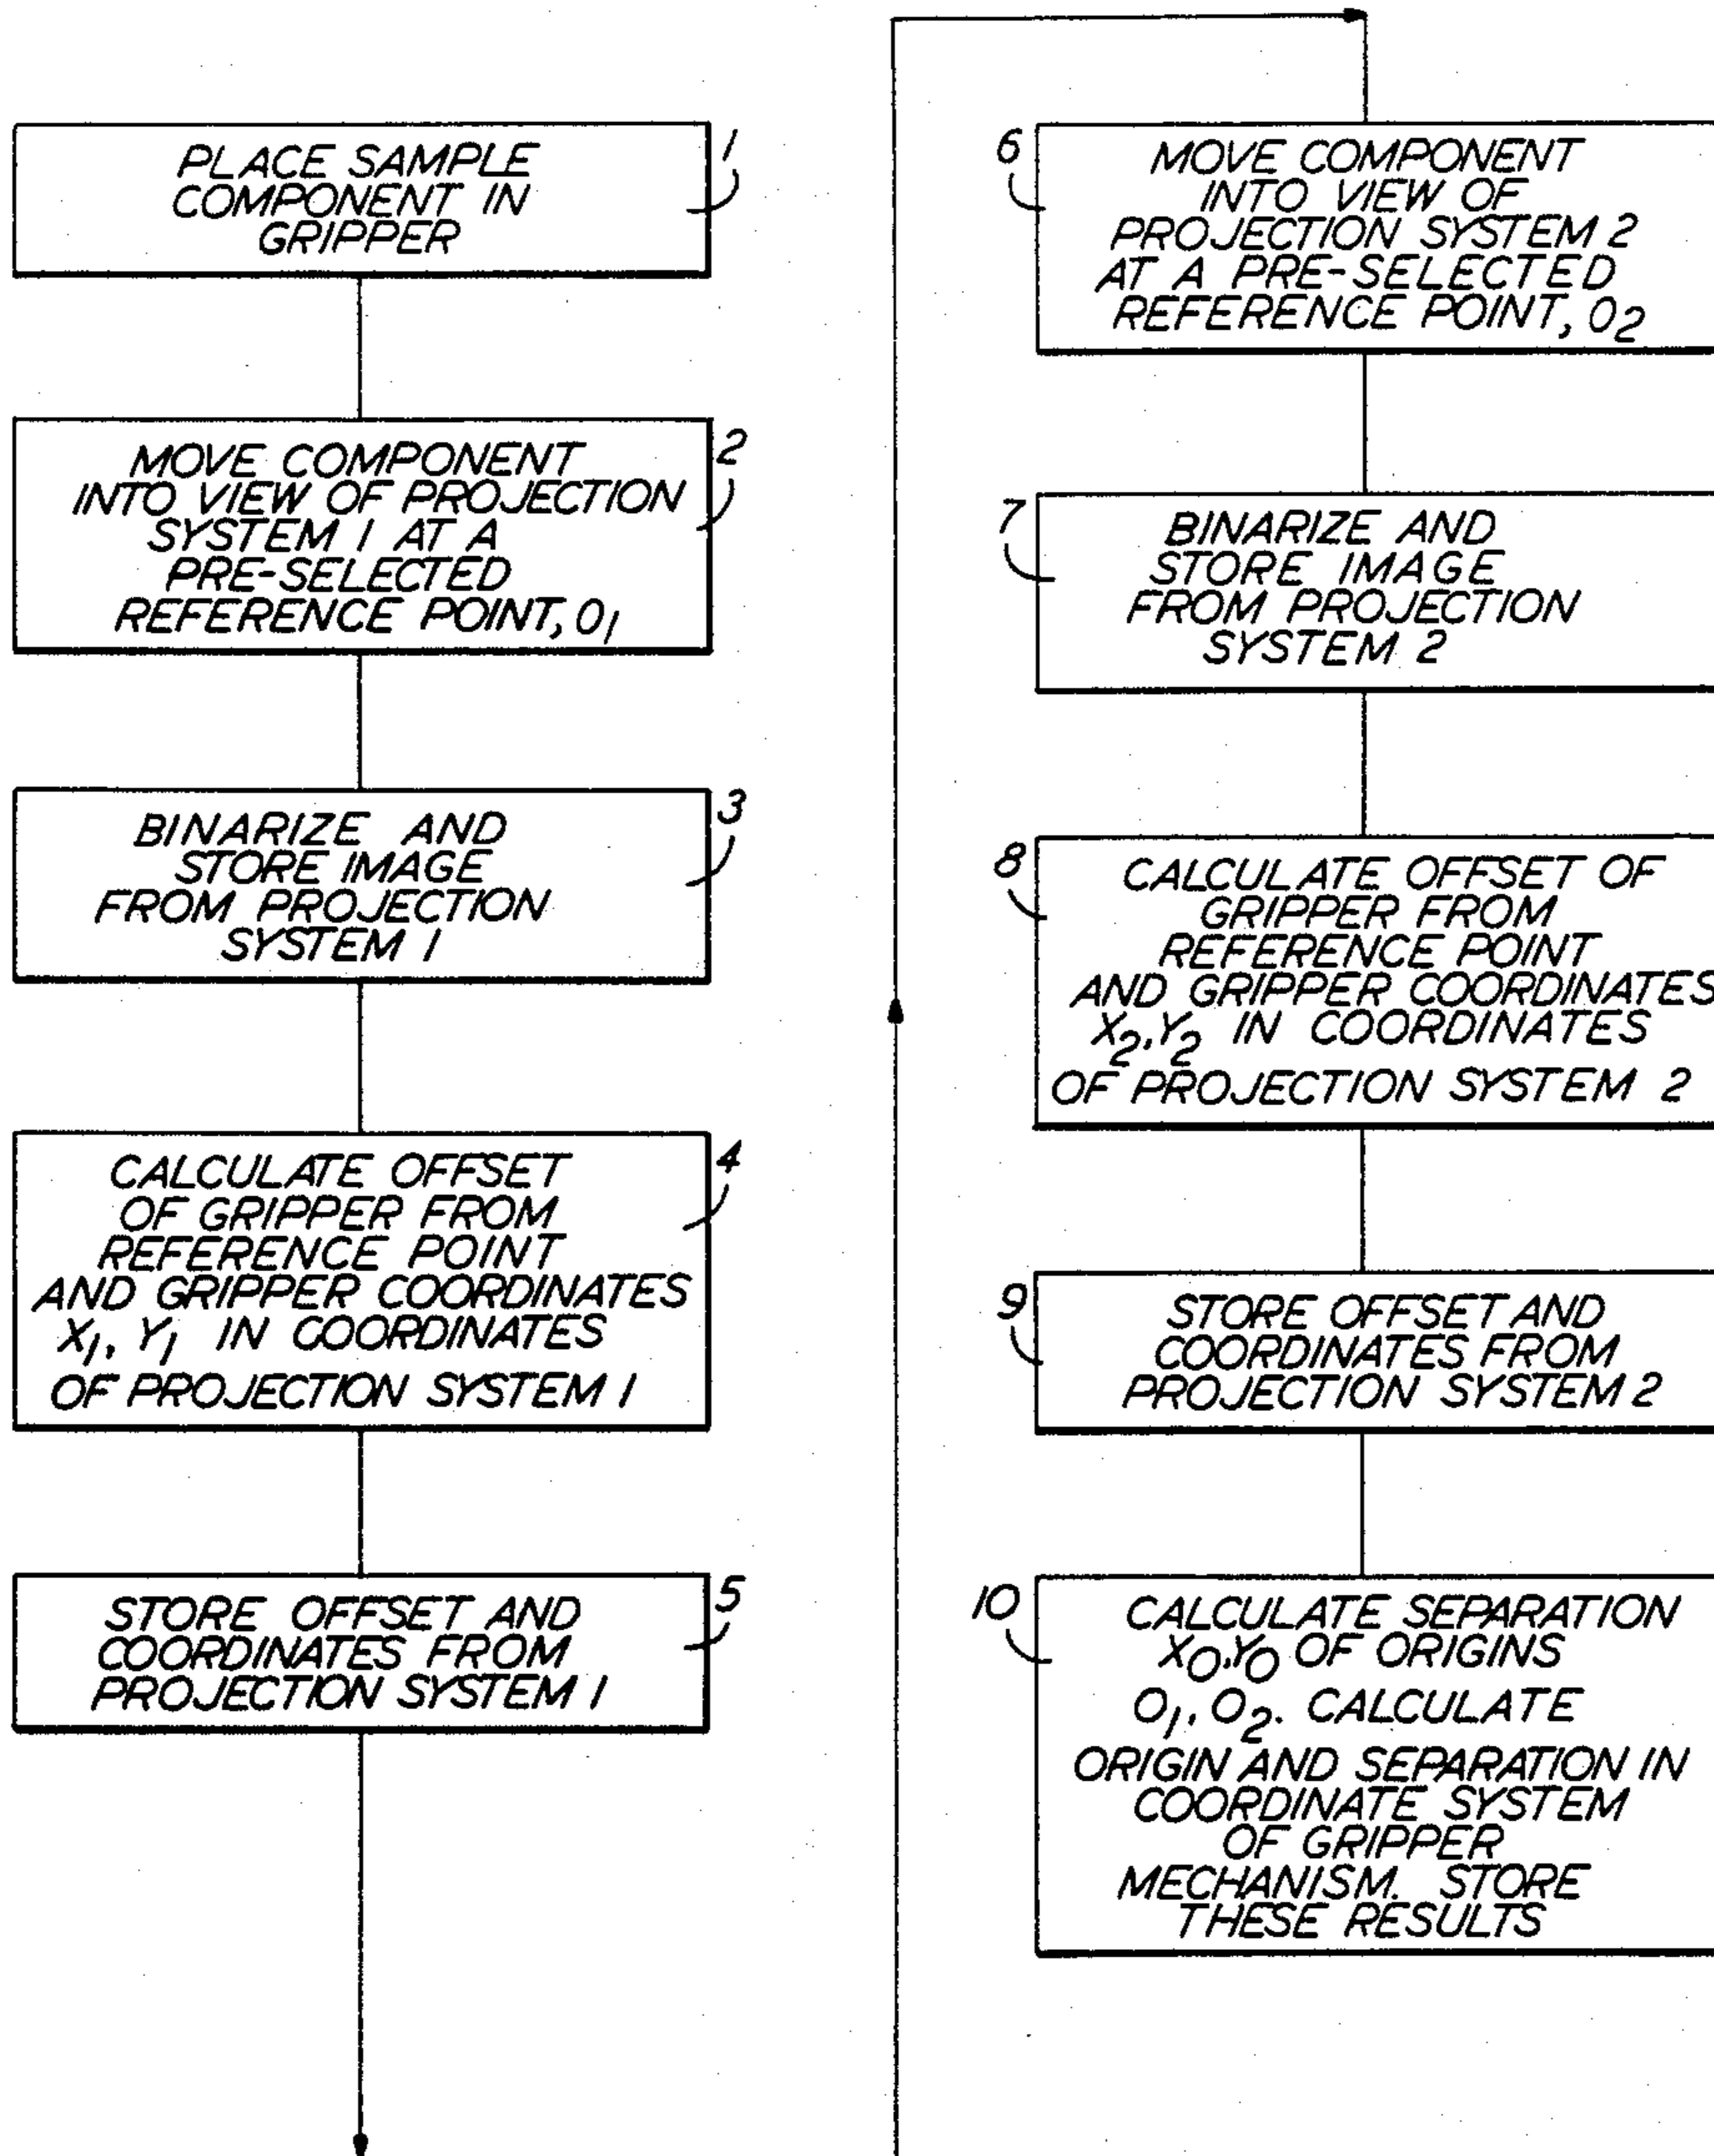 1
PLACE SAMPLE
COMPONENT IN
GRIPPER
2
MOVE COMPONENT
INTO VIEW OF PROJECTION
SYSTEM 1 AT A
PRE-SELECTED
REFERENCE POINT, O₁
3
BINARIZE AND
STORE IMAGE
FROM PROJECTION
SYSTEM 1
4
CALCULATE OFFSET
OF GRIPPER FROM
REFERENCE POINT
AND GRIPPER COORDINATES
X₁, Y₁ IN COORDINATES
OF PROJECTION SYSTEM 1
5
STORE OFFSET AND
COORDINATES FROM
PROJECTION SYSTEM 1
6
MOVE COMPONENT
INTO VIEW OF
PROJECTION SYSTEM 2
AT A PRE-SELECTED
REFERENCE POINT, O₂
7
BINARIZE AND
STORE IMAGE
FROM PROJECTION
SYSTEM 2
8
CALCULATE OFFSET OF
GRIPPER FROM
REFERENCE POINT
AND GRIPPER COORDINATES
X₂, Y₂ IN COORDINATES
OF PROJECTION SYSTEM 2
9
STORE OFFSET AND
COORDINATES FROM
PROJECTION SYSTEM 2
10
CALCULATE SEPARATION
X₀, Y₀ OF ORIGINS
O₁, O₂. CALCULATE
ORIGIN AND SEPARATION IN
COORDINATE SYSTEM
OF GRIPPER
MECHANISM. STORE
THESE RESULTS